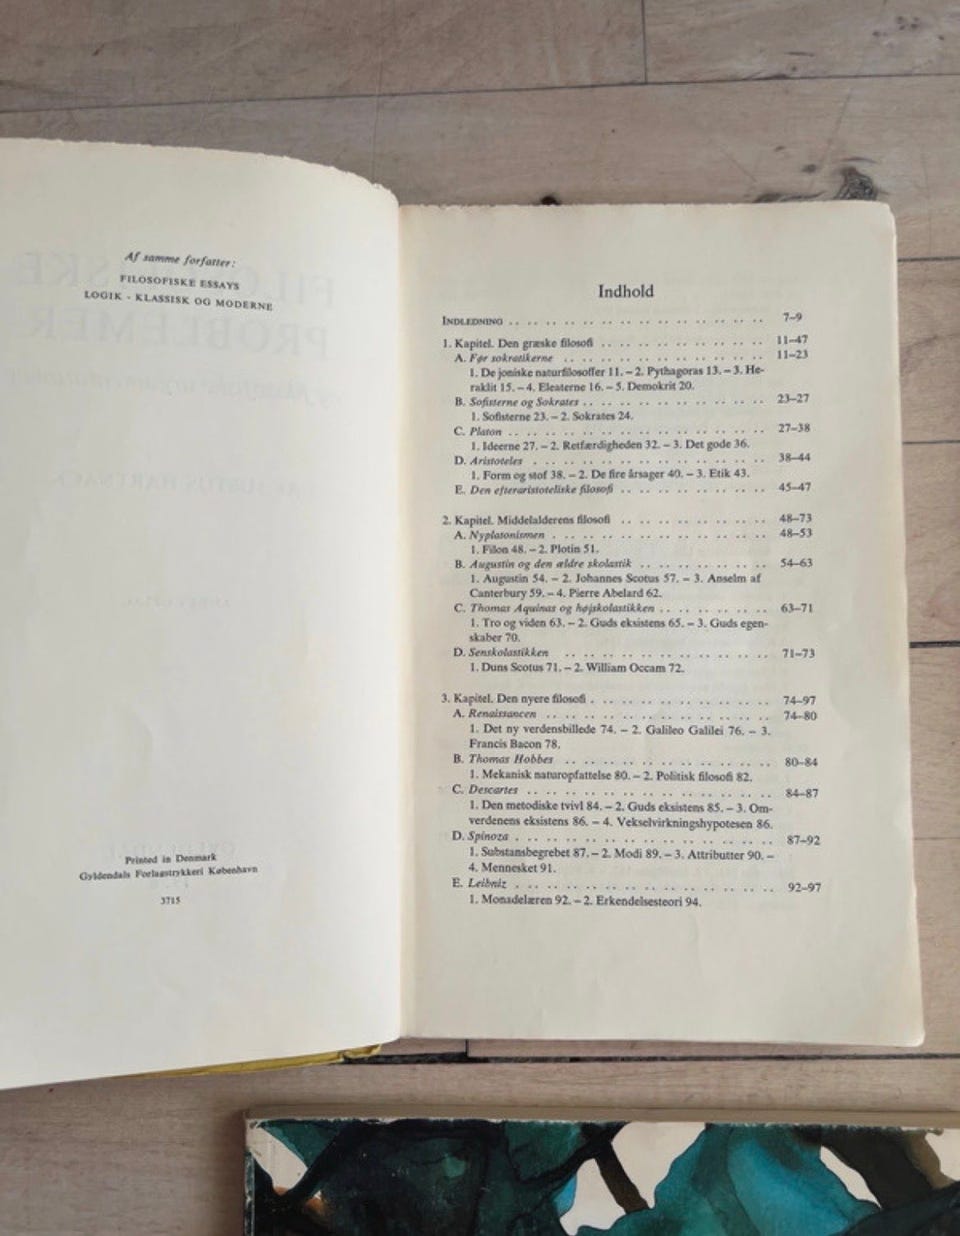 Af samme forfatter:
FILOSOFISKE ESSAYS
LOGIK - KLASSISK OG MODERNE
Printed in Denmark
Gyldendals Forlagstrykkeri København
3715
Indhold
INDLEDNING .. .. .. .. .. .. .. .. .. .. .. .. .. .. 7–9
1. Kapitel. Den græske filosofi .. .. .. .. .. .. .. .. .. 11–47
A. Før sokratikerne .. .. .. .. .. .. .. .. .. .. .. 11–23
1. De joniske naturfilosoffer 11. – 2. Pythagoras 13. – 3. He-
raklit 15. – 4. Eleaterne 16. – 5. Demokrit 20.
B. Sofisterne og Sokrates .. .. .. .. .. .. .. .. .. .. 23–27
1. Sofisterne 23. – 2. Sokrates 24.
C. Platon .. .. .. .. .. .. .. .. .. .. .. .. .. .. 27–38
1. Ideerne 27. – 2. Retfærdigheden 32. – 3. Det gode 36.
D. Aristoteles .. .. .. .. .. .. .. .. .. .. .. .. .. 38–44
1. Form og stof 38. – 2. De fire årsager 40. – 3. Etik 43.
E. Den efteraristoteliske filosofi .. .. .. .. .. .. .. .. 45–47
2. Kapitel. Middelalderens filosofi .. .. .. .. .. .. .. .. 48–73
A. Nyplatonismen .. .. .. .. .. .. .. .. .. .. .. .. 48–53
1. Filon 48. – 2. Plotin 51.
B. Augustin og den ældre skolastik .. .. .. .. .. .. .. 54–63
1. Augustin 54. – 2. Johannes Scotus 57. – 3. Anselm af
Canterbury 59. – 4. Pierre Abelard 62.
C. Thomas Aquinas og højskolastikken .. .. .. .. .. .. 63–71
1. Tro og viden 63. – 2. Guds eksistens 65. – 3. Guds egen-
skaber 70.
D. Senskolastikken .. .. .. .. .. .. .. .. .. .. .. 71–73
1. Duns Scotus 71. – 2. William Occam 72.
3. Kapitel. Den nyere filosofi .. .. .. .. .. .. .. .. .. .. 74–97
A. Renaissancen .. .. .. .. .. .. .. .. .. .. .. .. 74–80
1. Det ny verdensbillede 74. – 2. Galileo Galilei 76. – 3.
Francis Bacon 78.
B. Thomas Hobbes .. .. .. .. .. .. .. .. .. .. .. 80–84
1. Mekanisk naturopfattelse 80. – 2. Politisk filosofi 82.
C. Descartes .. .. .. .. .. .. .. .. .. .. .. .. .. 84–87
1. Den metodiske tvivl 84. – 2. Guds eksistens 85. – 3. Om-
verdenens eksistens 86. – 4. Vekselvirkningshypotesen 86.
D. Spinoza .. .. .. .. .. .. .. .. .. .. .. .. .. .. 87–92
1. Substansbegrebet 87. – 2. Modi 89. – 3. Attributter 90. –
4. Mennesket 91.
E. Leibniz .. .. .. .. .. .. .. .. .. .. .. .. .. .. 92–97
1. Monadelæren 92. – 2. Erkendelsesteori 94.